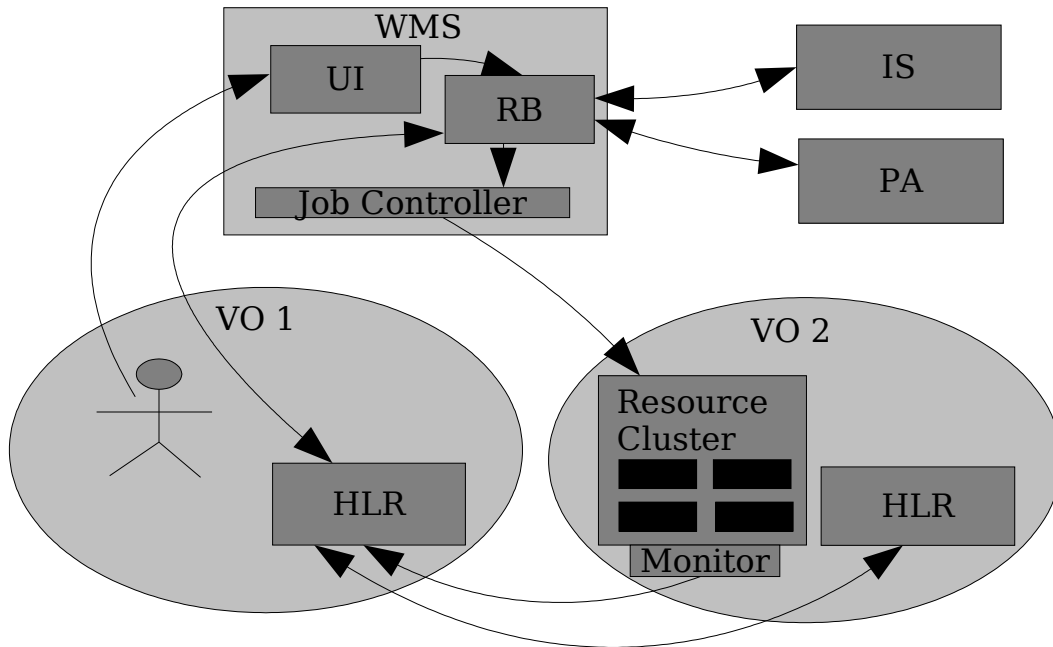 WMS
UI
RB
Job Controller
IS
PA
VO 1
HLR
VO 2
Resource
Cluster
Monitor
HLR